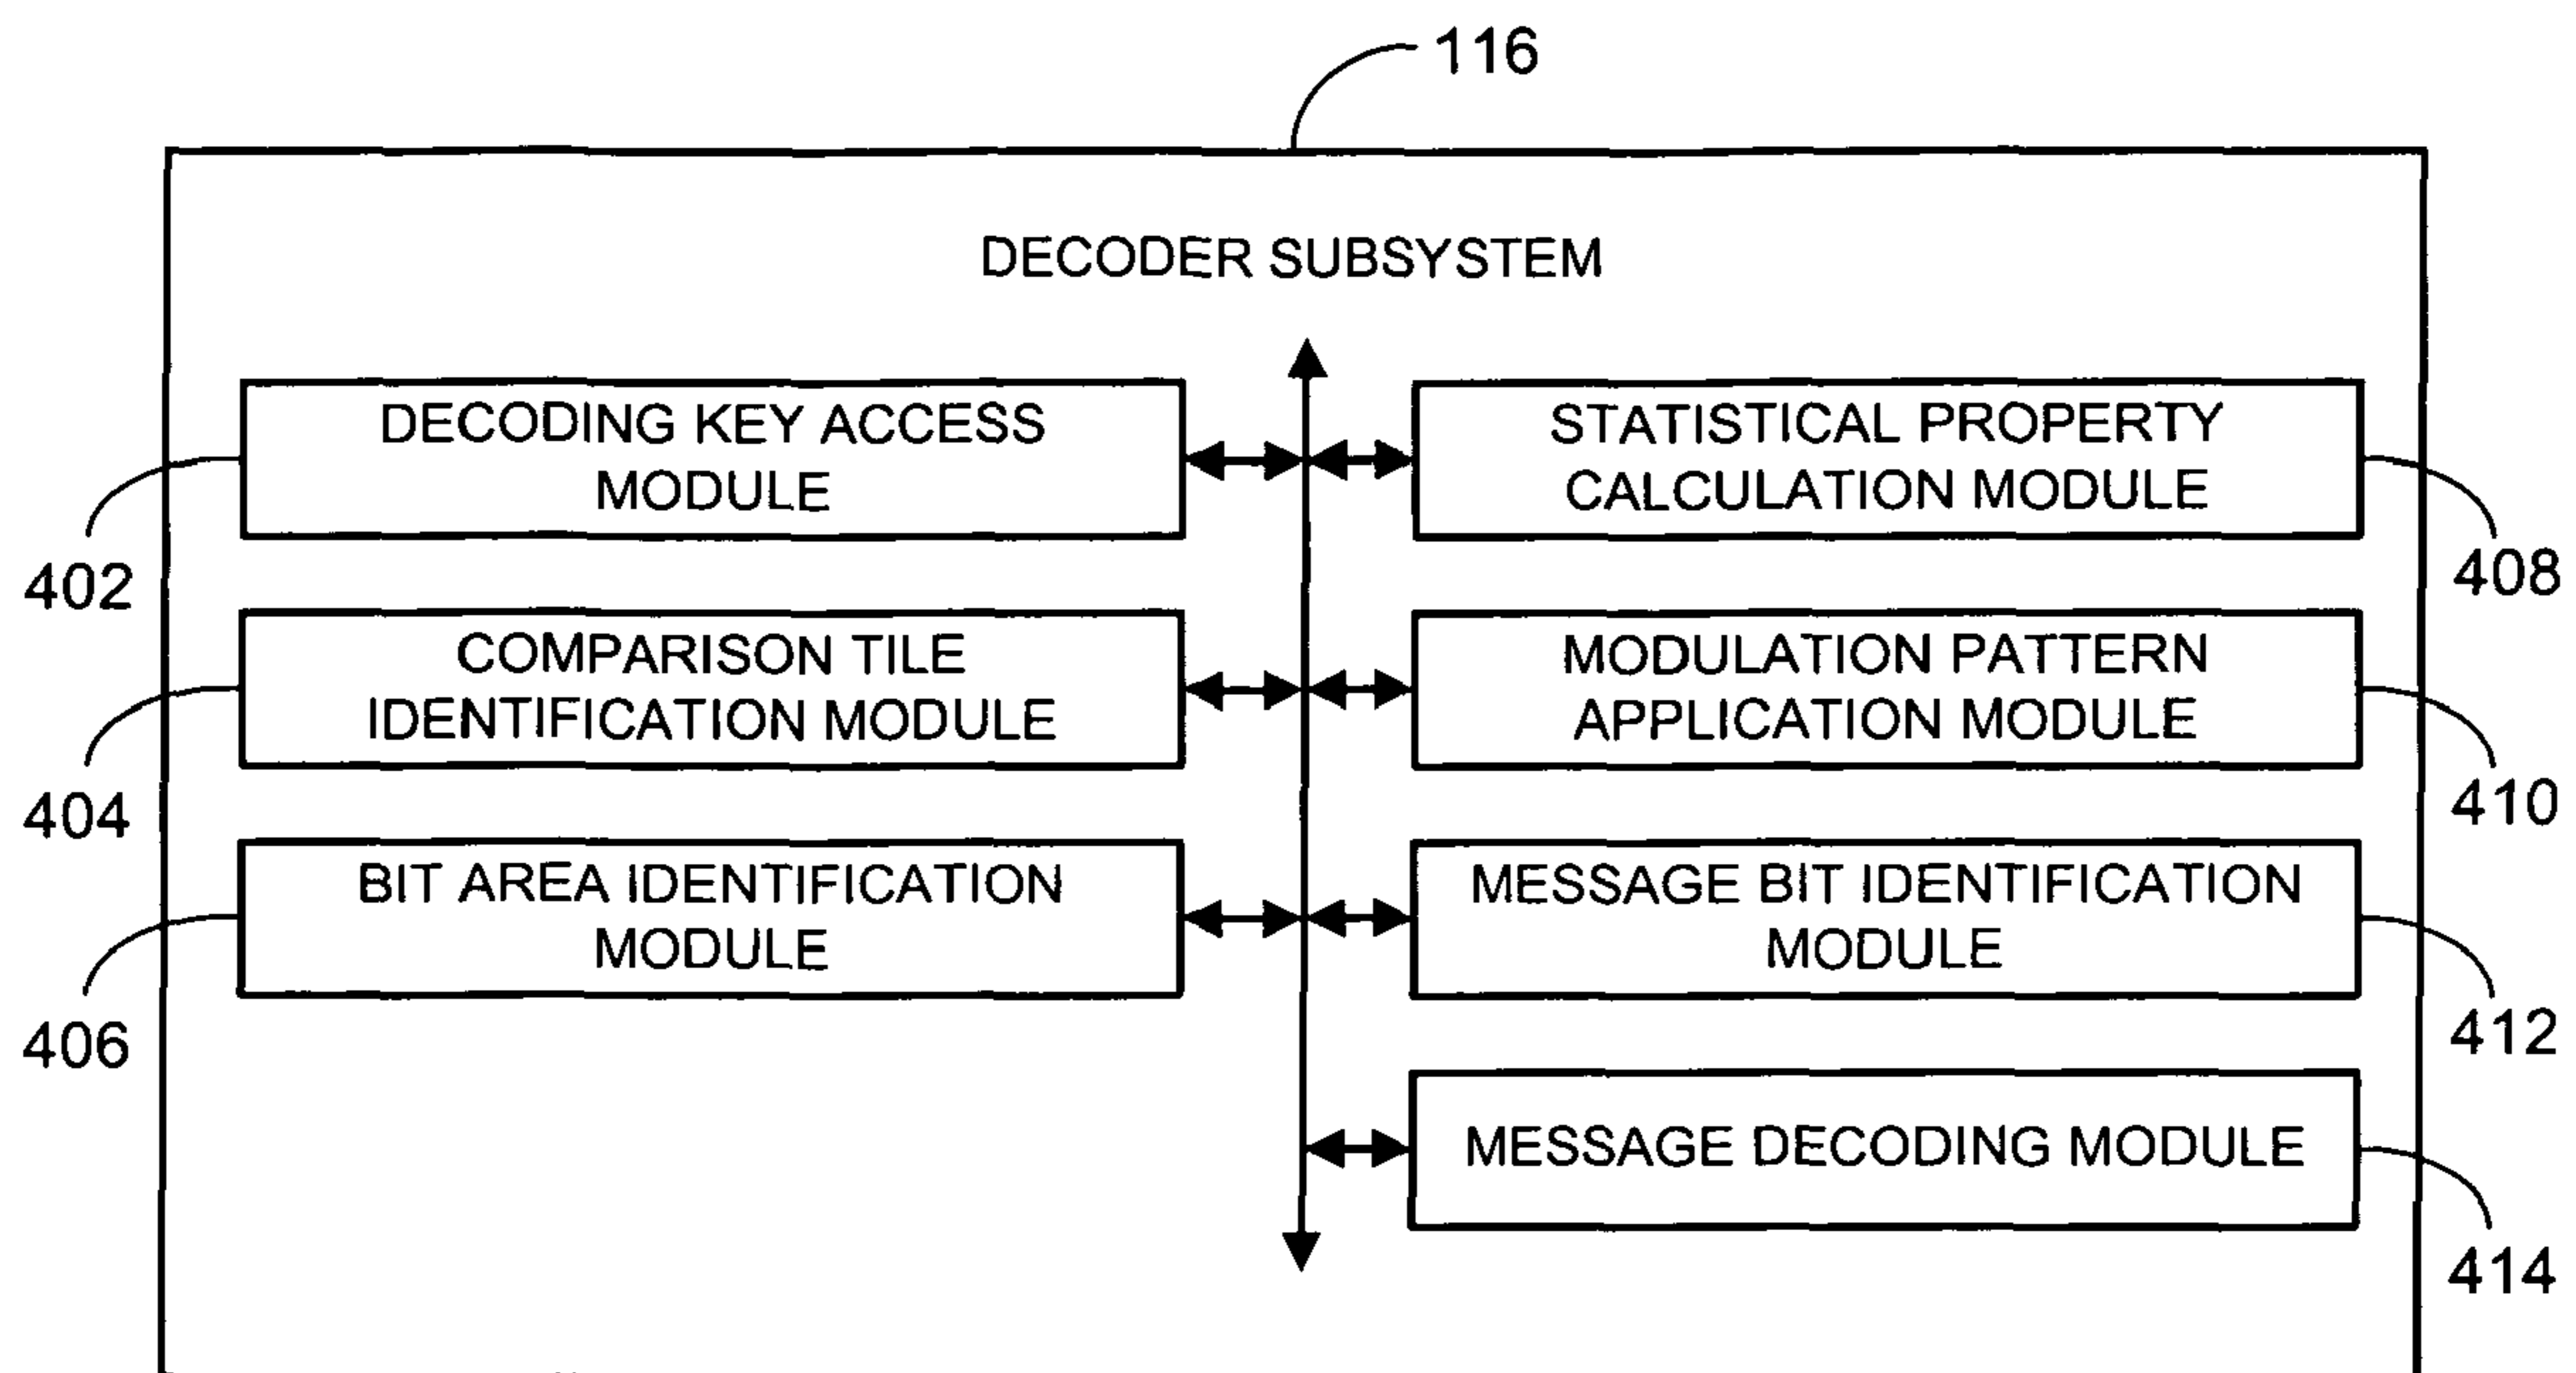 116
DECODER SUBSYSTEM
DECODING KEY ACCESS
MODULE
402
COMPARISON TILE
IDENTIFICATION MODULE
404
BIT AREA IDENTIFICATION
MODULE
406
STATISTICAL PROPERTY
CALCULATION MODULE
408
MODULATION PATTERN
APPLICATION MODULE
410
MESSAGE BIT IDENTIFICATION
MODULE
412
MESSAGE DECODING MODULE
414